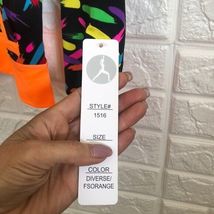 STYLE#
1516
SIZE
COLOR
DIVERSE/
FSORANGE